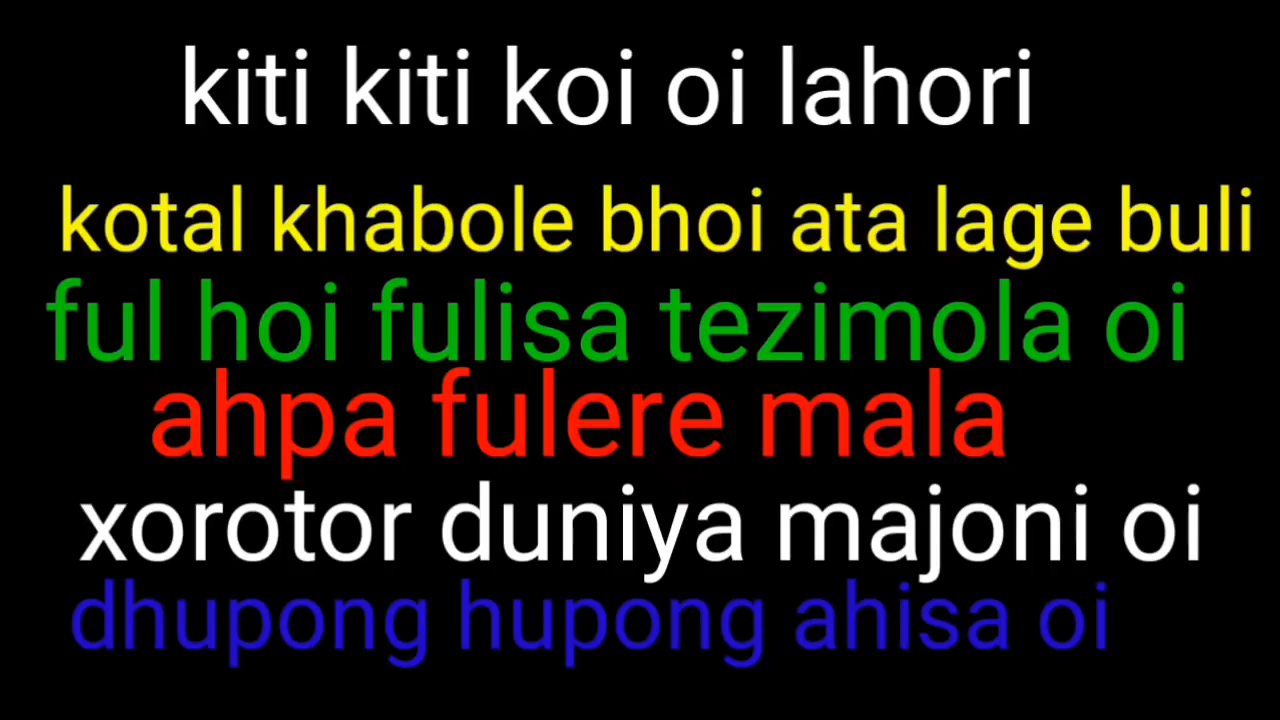 kiti kiti koi oi lahori
kotal khabole bhoi ata lage buli
ful hoi fulisa tezimola oi
ahpa fulere mala
xorotor duniya majoni oi
dhupong hupong ahisa oi